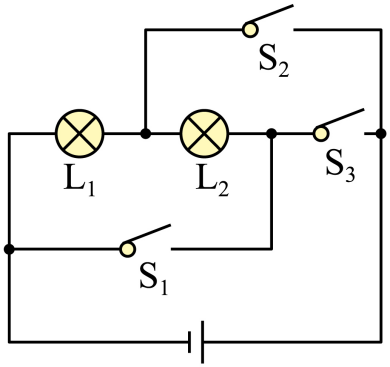 S₂
L₁ L₂ S₃
S₁